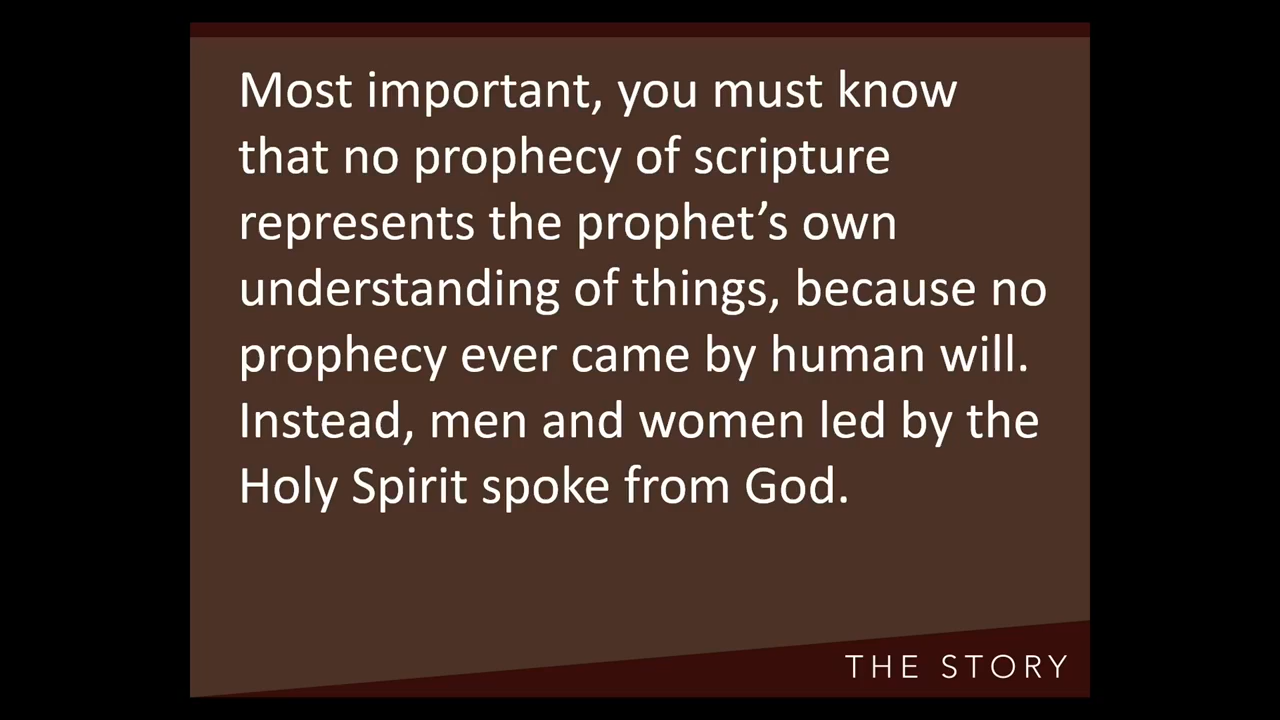 Most important, you must know
that no prophecy of scripture
represents the prophet’s own
understanding of things, because no
prophecy ever came by human will.
Instead, men and women led by the
Holy Spirit spoke from God.
THE STORY